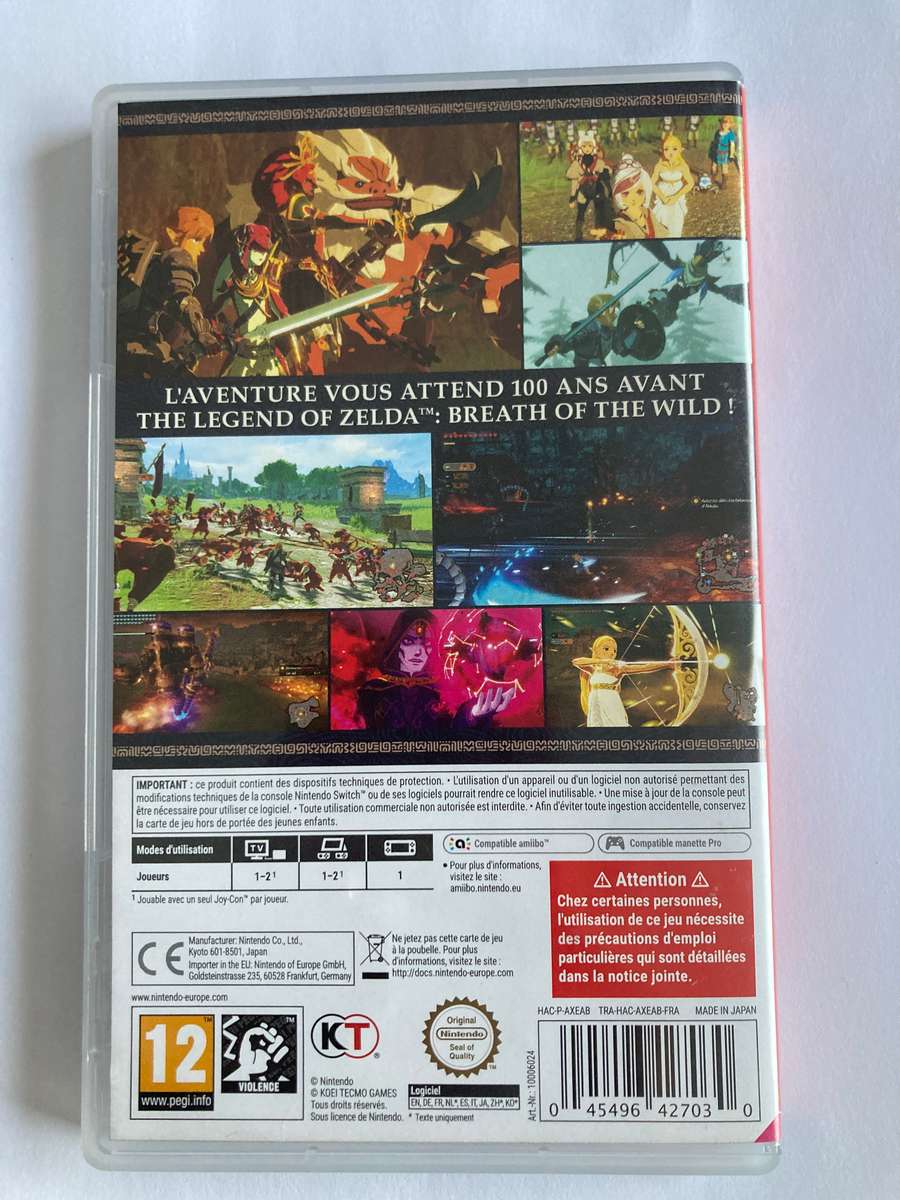 L'AVENTURE VOUS ATTEND 100 ANS AVANT
THE LEGEND OF ZELDA™: BREATH OF THE WILD !
IMPORTANT : ce produit contient des dispositifs techniques de protection. • L'utilisation d'un appareil ou d'un logiciel non autorisé permettant des
modifications techniques de la console Nintendo Switch™ ou de ses logiciels pourrait rendre ce logiciel inutilisable. • Une mise à jour de la console peut
être nécessaire pour utiliser ce logiciel. • Toute utilisation commerciale non autorisée est interdite. • Afin d'éviter toute ingestion accidentelle, conservez
la carte de jeu hors de portée des jeunes enfants.
Modes d'utilisation TV
Joueurs 1-2¹ 1-2¹ 1
¹ Jouable avec un seul Joy-Con™ par joueur.
Compatible amiibo™
Compatible manette Pro
• Pour plus d'informations,
visitez le site :
amiibo.nintendo.eu
⚠ Attention ⚠
Chez certaines personnes,
l'utilisation de ce jeu nécessite
des précautions d'emploi
particulières qui sont détaillées
dans la notice jointe.
CE
Manufacturer: Nintendo Co., Ltd.,
Kyoto 601-8501, Japan
Importer in the EU: Nintendo of Europe GmbH,
Goldsteinstrasse 235, 60528 Frankfurt, Germany
Ne jetez pas cette carte de jeu
à la poubelle. Pour plus
d'informations, visitez le site :
http://docs.nintendo-europe.com
www.nintendo-europe.com
12
www.pegi.info
VIOLENCE
KT®
© Nintendo
© KOEI TECMO GAMES
Tous droits réservés.
Sous licence de Nintendo.
Original
Nintendo
Seal of
Quality
Logiciel
EN, DE, FR, NL*, ES, IT, JA, ZH*, KO*
* Texte uniquement
HAC-P-AXEAB TRA-HAC-AXEAB-FRA MADE IN JAPAN
Art.-Nr.: 10006024
0 45496 42703 0